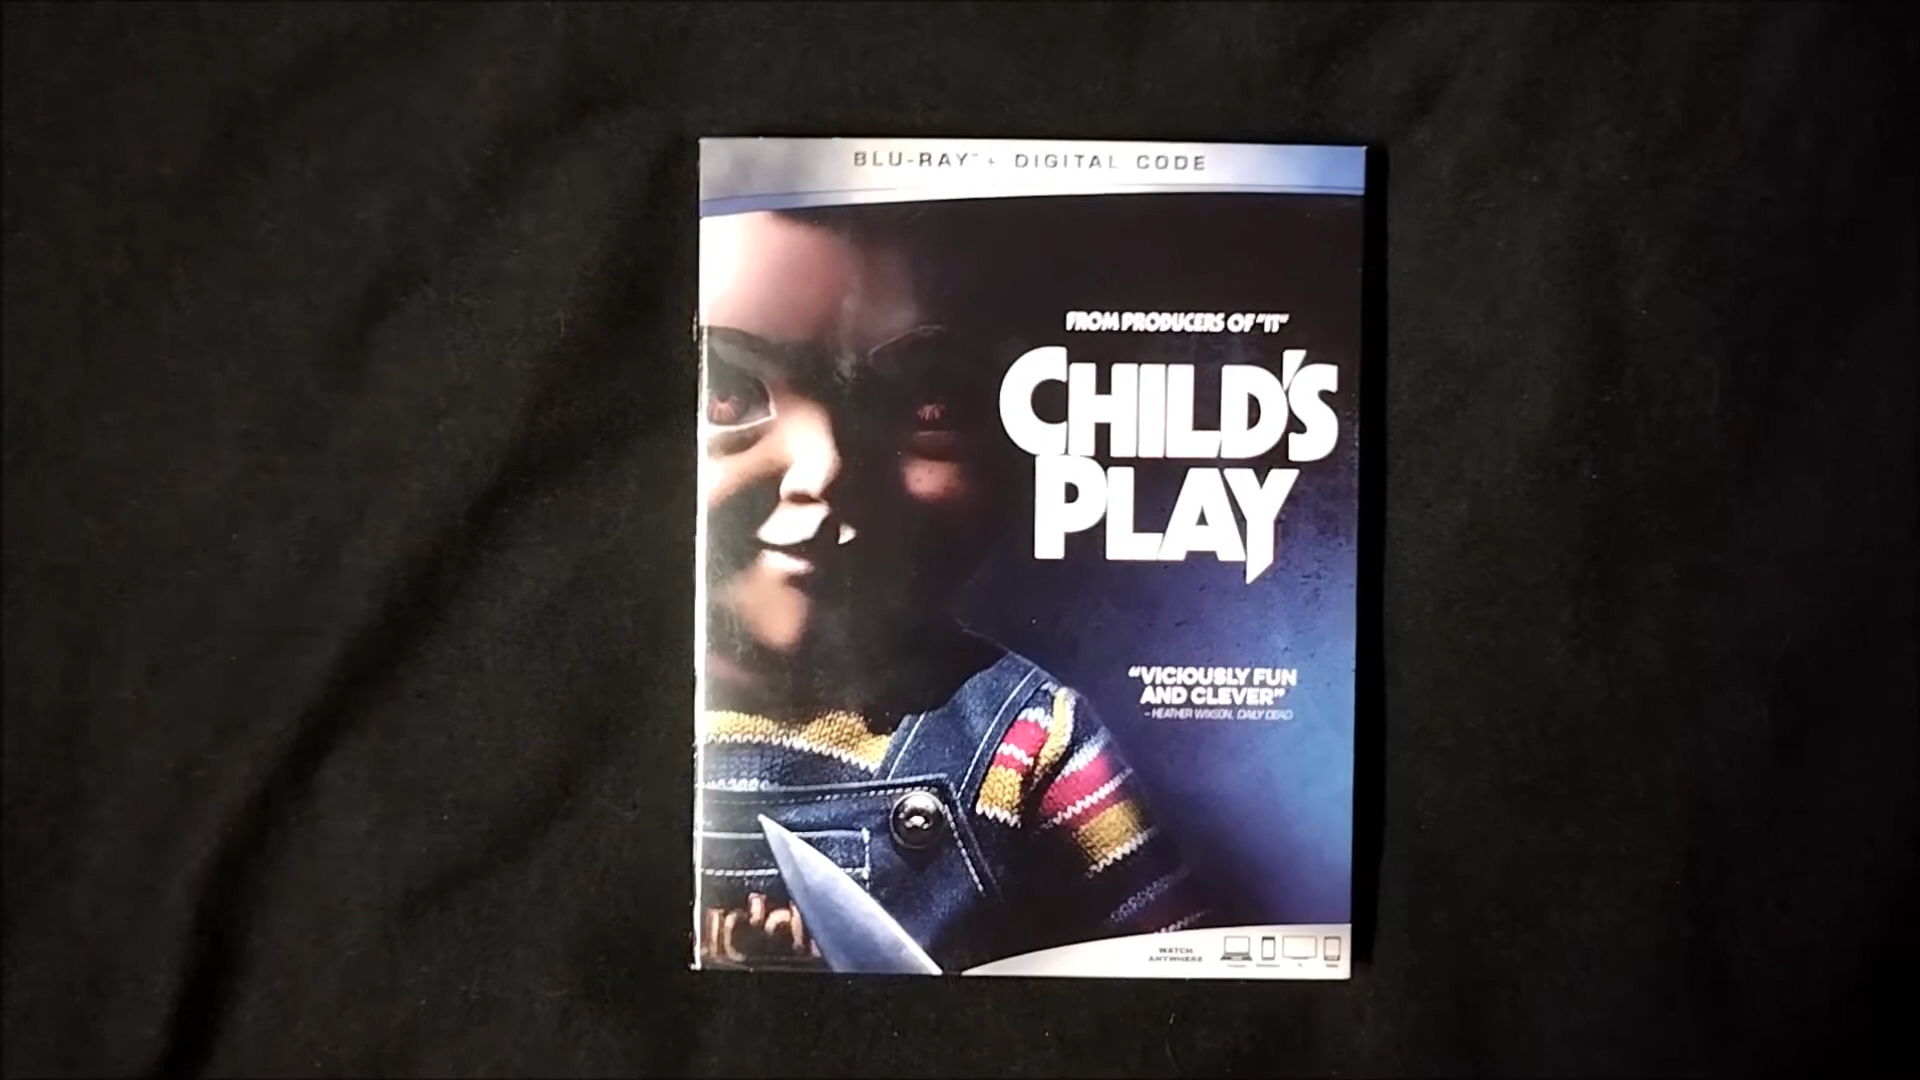 BLU-RAY™ + DIGITAL CODE
FROM PRODUCERS OF "IT"
CHILD'S
PLAY
"VICIOUSLY FUN
AND CLEVER"
- HEATHER WIXSON, DAILY DEAD
WATCH
ANYWHERE